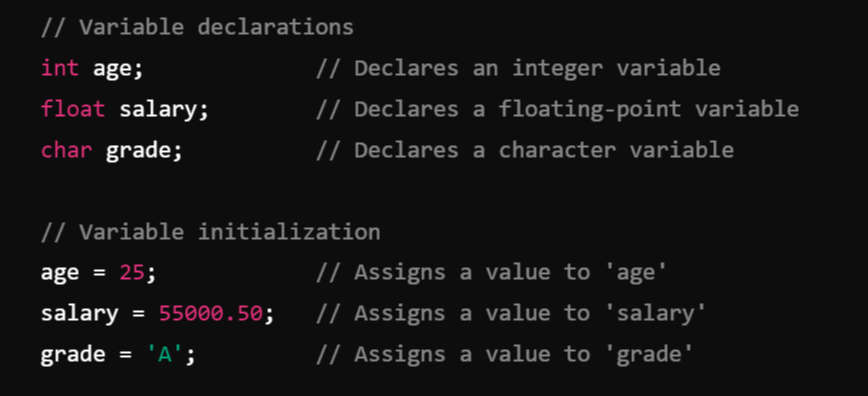 // Variable declarations
int age;              // Declares an integer variable
float salary;         // Declares a floating-point variable
char grade;           // Declares a character variable
// Variable initialization
age = 25;             // Assigns a value to 'age'
salary = 55000.50;    // Assigns a value to 'salary'
grade = 'A';          // Assigns a value to 'grade'